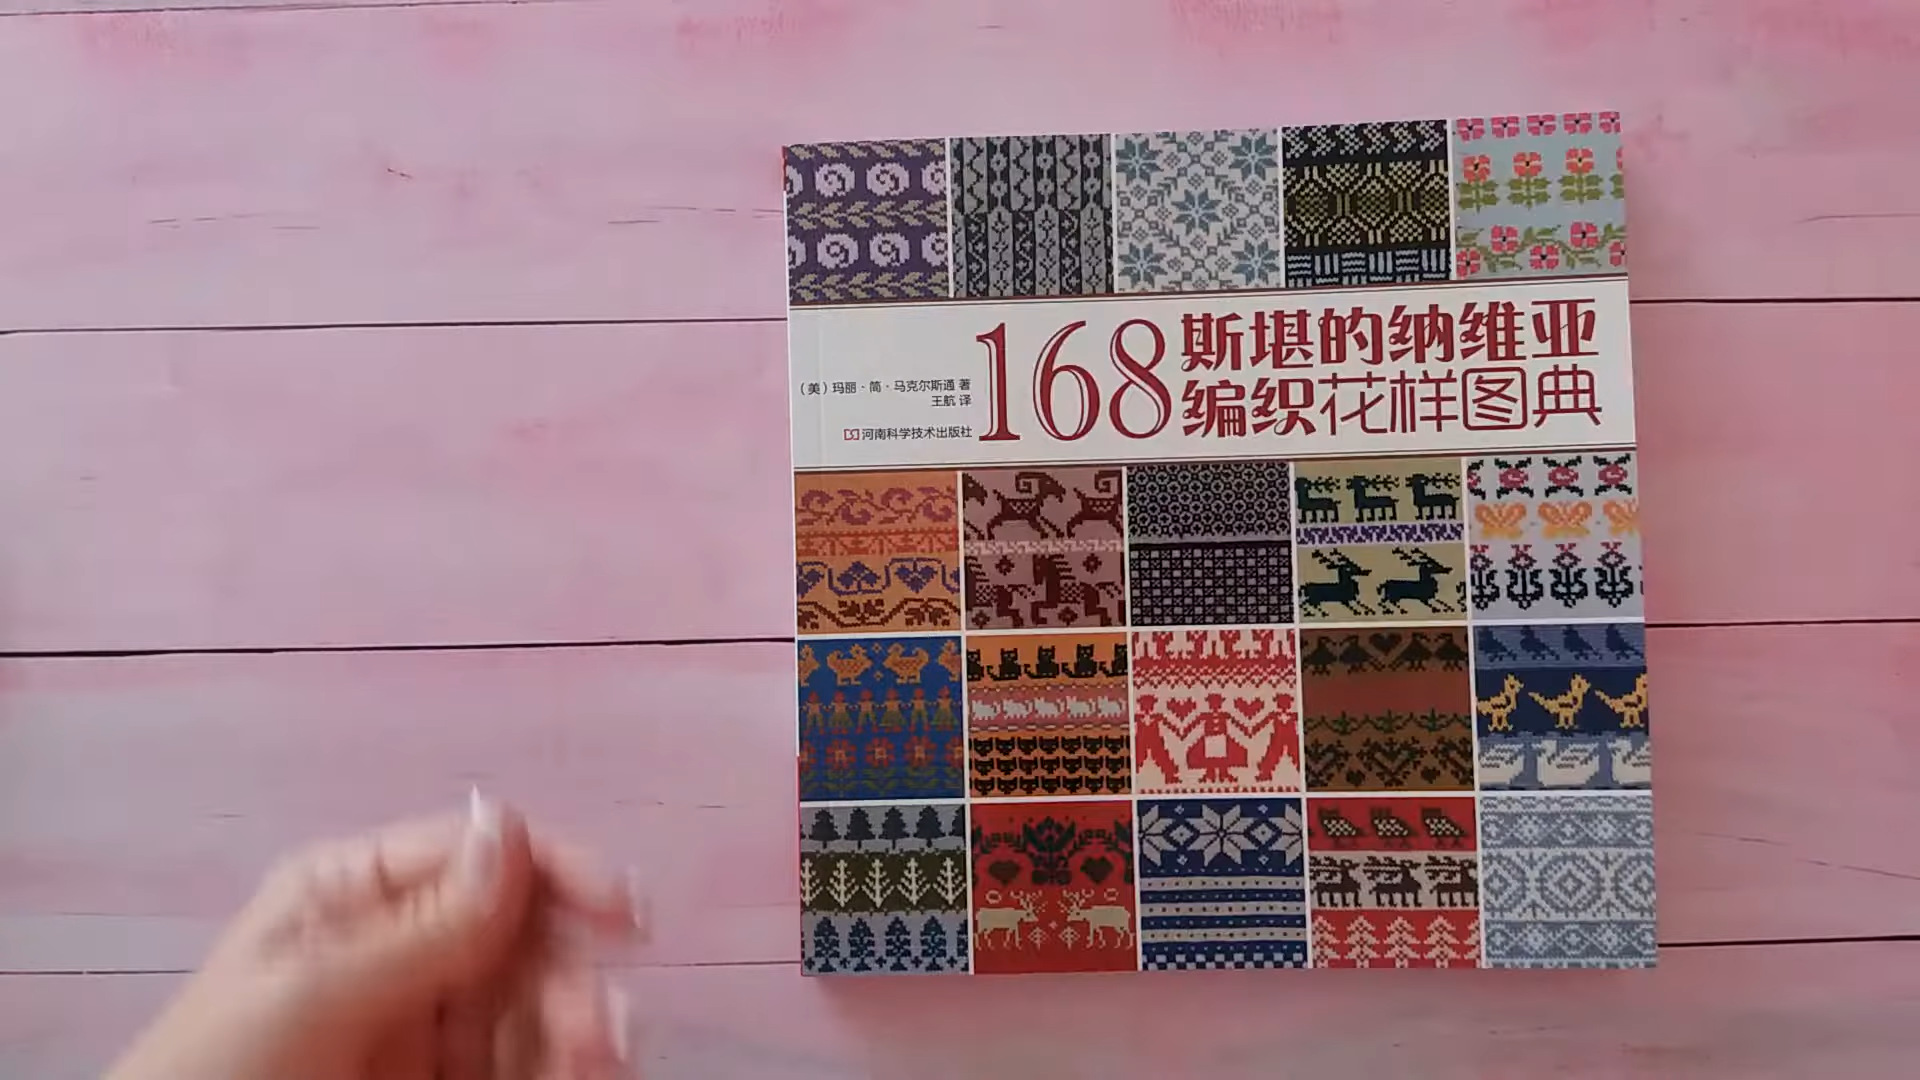 168
斯堪的纳维亚
编织花样图典
（美）玛丽·简·马克尔斯通 著
王航 译
河南科学技术出版社